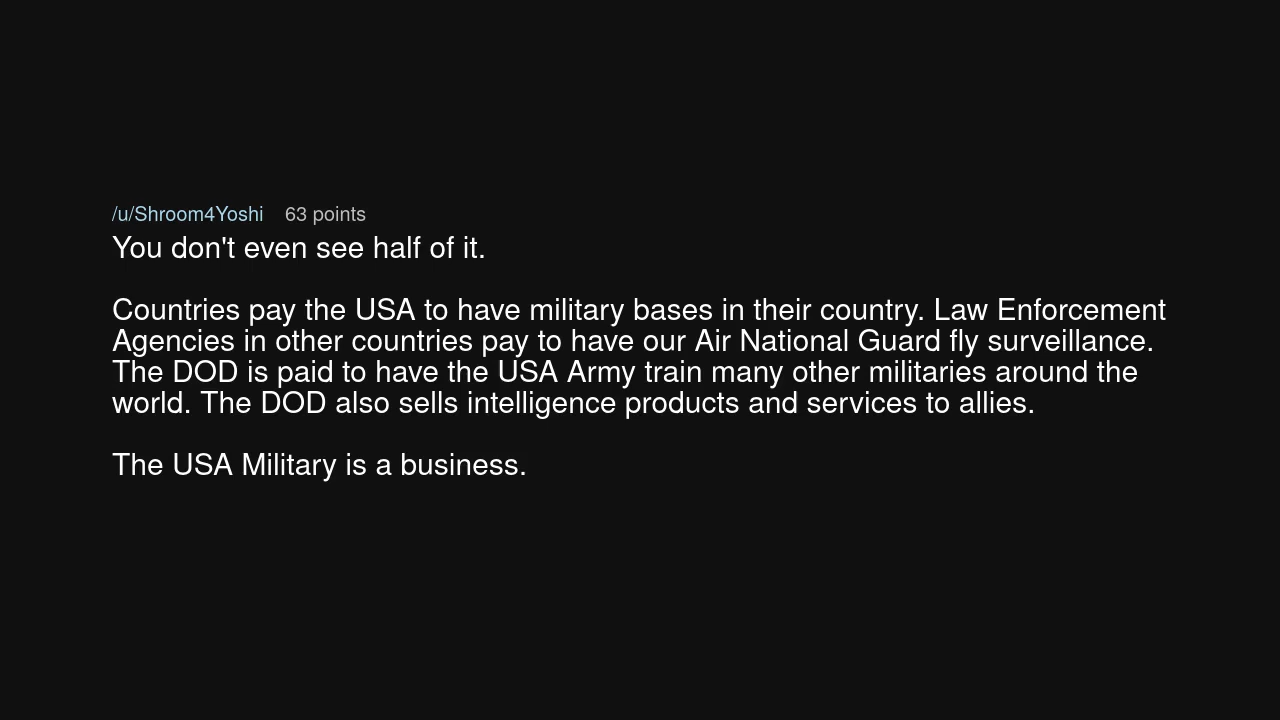 /u/Shroom4Yoshi 63 points
You don't even see half of it.
Countries pay the USA to have military bases in their country. Law Enforcement
Agencies in other countries pay to have our Air National Guard fly surveillance.
The DOD is paid to have the USA Army train many other militaries around the
world. The DOD also sells intelligence products and services to allies.
The USA Military is a business.